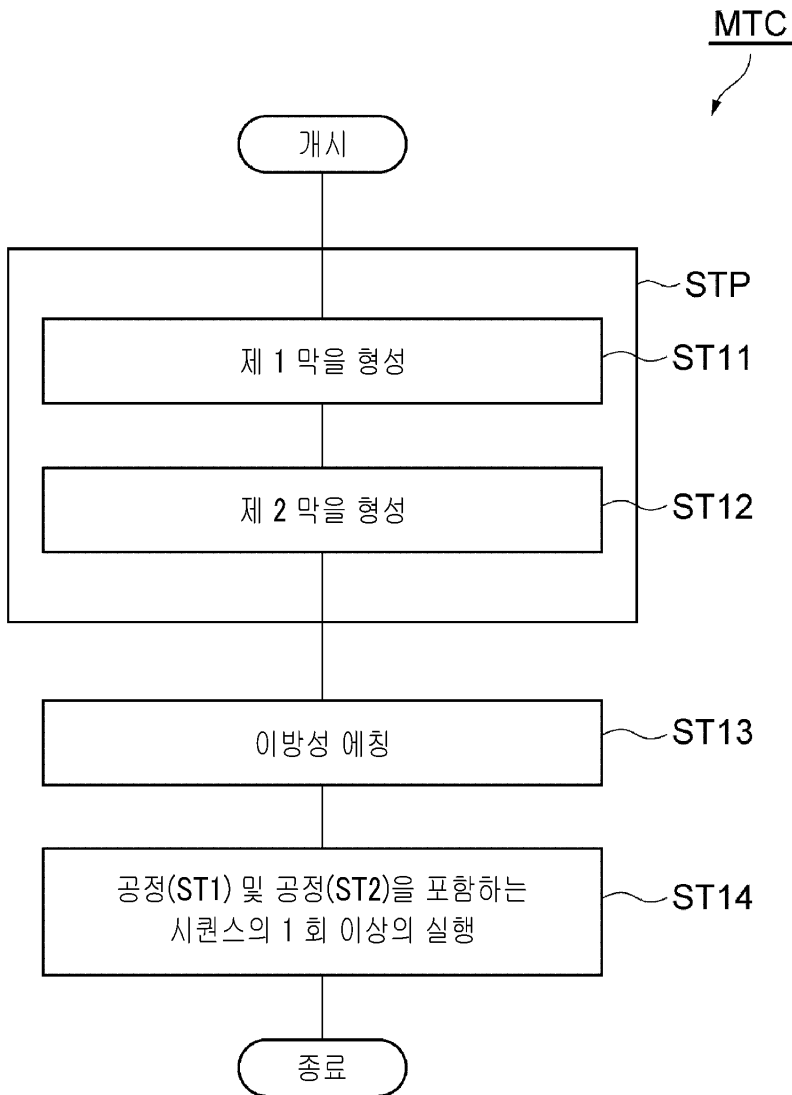 MTC
개시
STP
제 1 막을 형성
ST11
제 2 막을 형성
ST12
이방성 에칭
ST13
공정(ST1) 및 공정(ST2)을 포함하는
시퀀스의 1 회 이상의 실행
ST14
종료